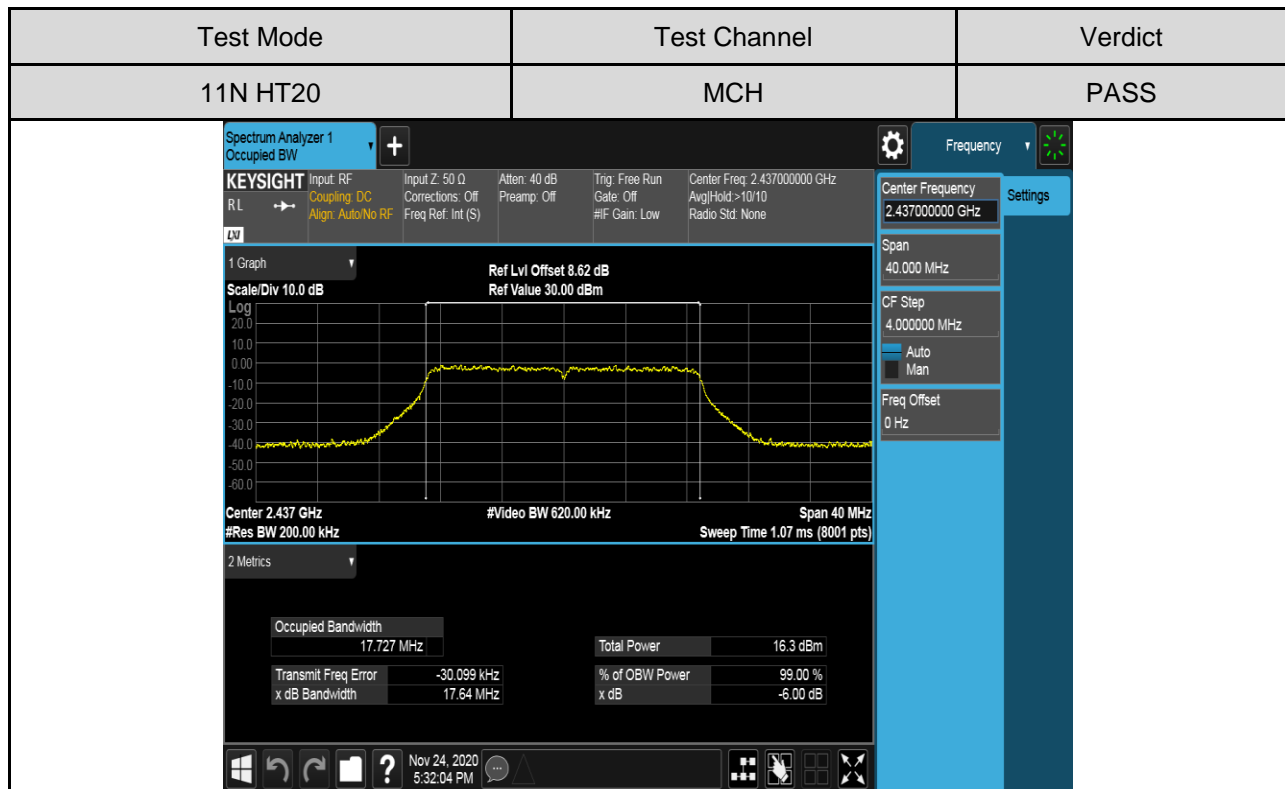 Test Mode Test Channel Verdict
11N HT20 MCH PASS
Spectrum Analyzer 1
Occupied BW
+
Frequency
KEYSIGHT Input: RF Input Z: 50 Ω Atten: 40 dB Trig: Free Run Center Freq: 2.437000000 GHz
RL Coupling: DC Corrections: Off Preamp: Off Gate: Off Avg|Hold:>10/10
Align: Auto/No RF Freq Ref: Int (S) #IF Gain: Low Radio Std: None
LXI
Center Frequency
2.437000000 GHz
Settings
Span
40.000 MHz
CF Step
4.000000 MHz
Auto
Man
Freq Offset
0 Hz
1 Graph
Ref Lvl Offset 8.62 dB
Scale/Div 10.0 dB Ref Value 30.00 dBm
Log
20.0
10.0
0.00
-10.0
-20.0
-30.0
-40.0
-50.0
-60.0
Center 2.437 GHz #Video BW 620.00 kHz Span 40 MHz
#Res BW 200.00 kHz Sweep Time 1.07 ms (8001 pts)
2 Metrics
Occupied Bandwidth
17.727 MHz Total Power 16.3 dBm
Transmit Freq Error -30.099 kHz % of OBW Power 99.00 %
x dB Bandwidth 17.64 MHz x dB -6.00 dB
? Nov 24, 2020
5:32:04 PM